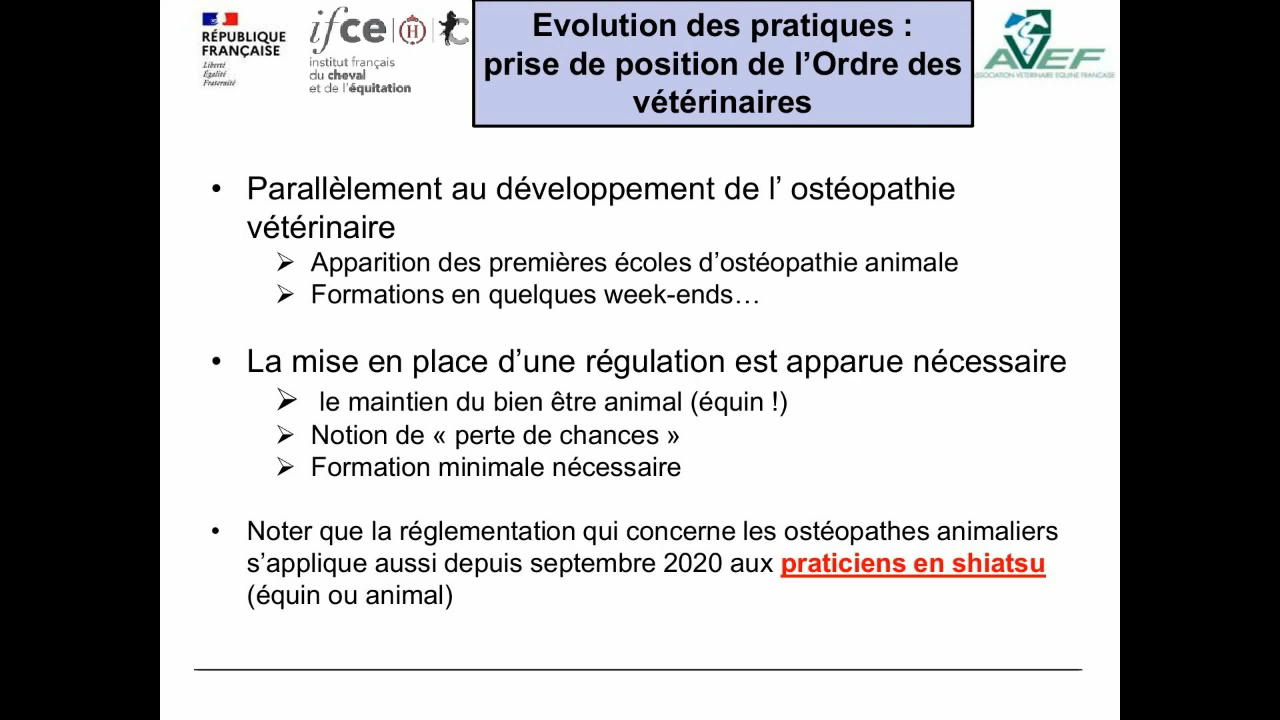 RÉPUBLIQUE
FRANÇAISE
Liberté
Égalité
Fraternité
ifce
H
institut français
du cheval
et de l'équitation
Evolution des pratiques :
prise de position de l'Ordre des
vétérinaires
AVEF
ASSOCIATION VÉTÉRINAIRE EQUINE FRANÇAISE
• Parallèlement au développement de l' ostéopathie
vétérinaire
➢ Apparition des premières écoles d'ostéopathie animale
➢ Formations en quelques week-ends…
• La mise en place d'une régulation est apparue nécessaire
➢ le maintien du bien être animal (équin !)
➢ Notion de « perte de chances »
➢ Formation minimale nécessaire
• Noter que la réglementation qui concerne les ostéopathes animaliers
s'applique aussi depuis septembre 2020 aux praticiens en shiatsu
(équin ou animal)